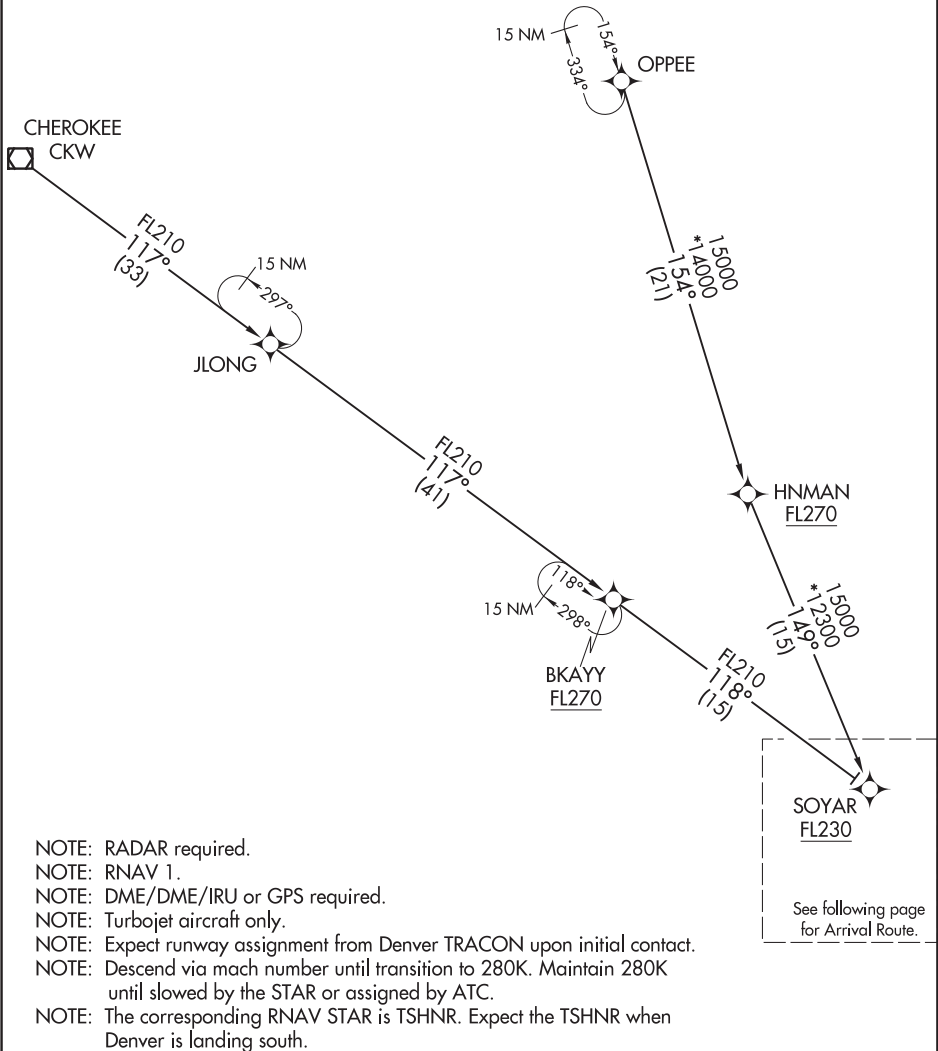 15 NM
154°
334°
OPPEE
CHEROKEE
CKW
FL210
117°
(33)
15 NM
297°
JLONG
15000
*14000
154°
(21)
FL210
117°
(41)
HNMAN
FL270
118°
15 NM
298°
BKAYY
FL270
15000
*12300
149°
(15)
FL210
118°
(15)
SOYAR
FL230
See following page
for Arrival Route.
NOTE: RADAR required.
NOTE: RNAV 1.
NOTE: DME/DME/IRU or GPS required.
NOTE: Turbojet aircraft only.
NOTE: Expect runway assignment from Denver TRACON upon initial contact.
NOTE: Descend via mach number until transition to 280K. Maintain 280K
until slowed by the STAR or assigned by ATC.
NOTE: The corresponding RNAV STAR is TSHNR. Expect the TSHNR when
Denver is landing south.